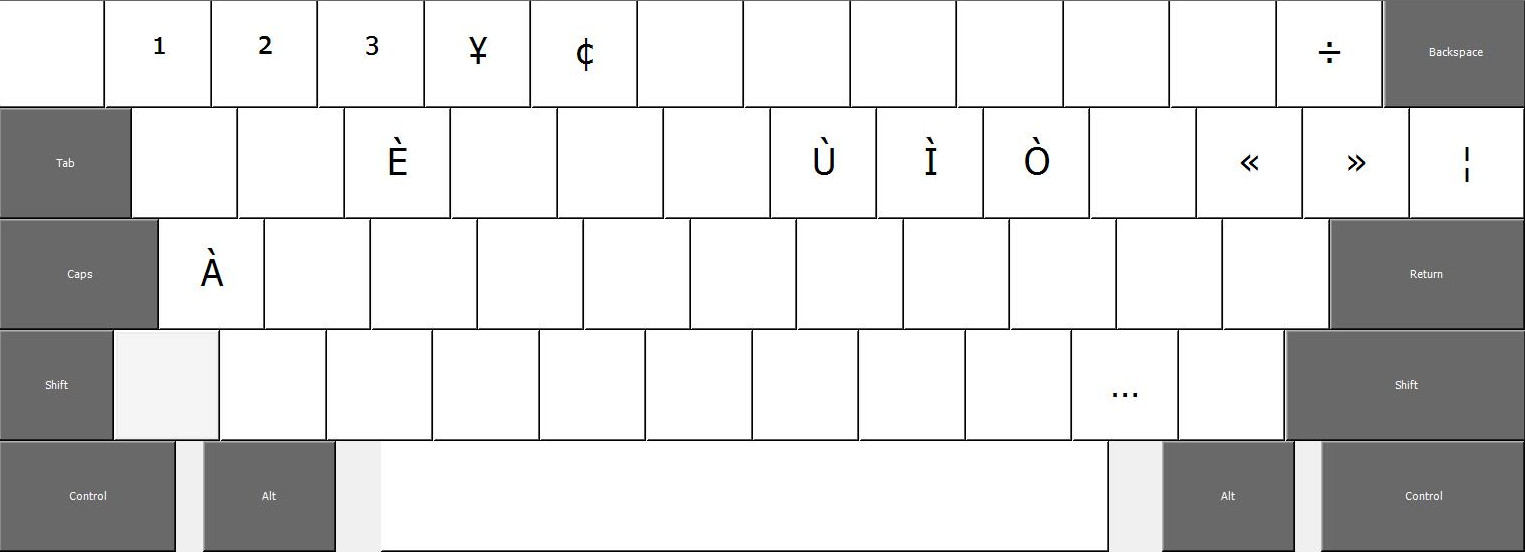 ¹ ² ³ ¥ ¢ ÷ Backspace
Tab È Ù Ì Ò « » ¦
Caps À Return
Shift … Shift
Control Alt Alt Control